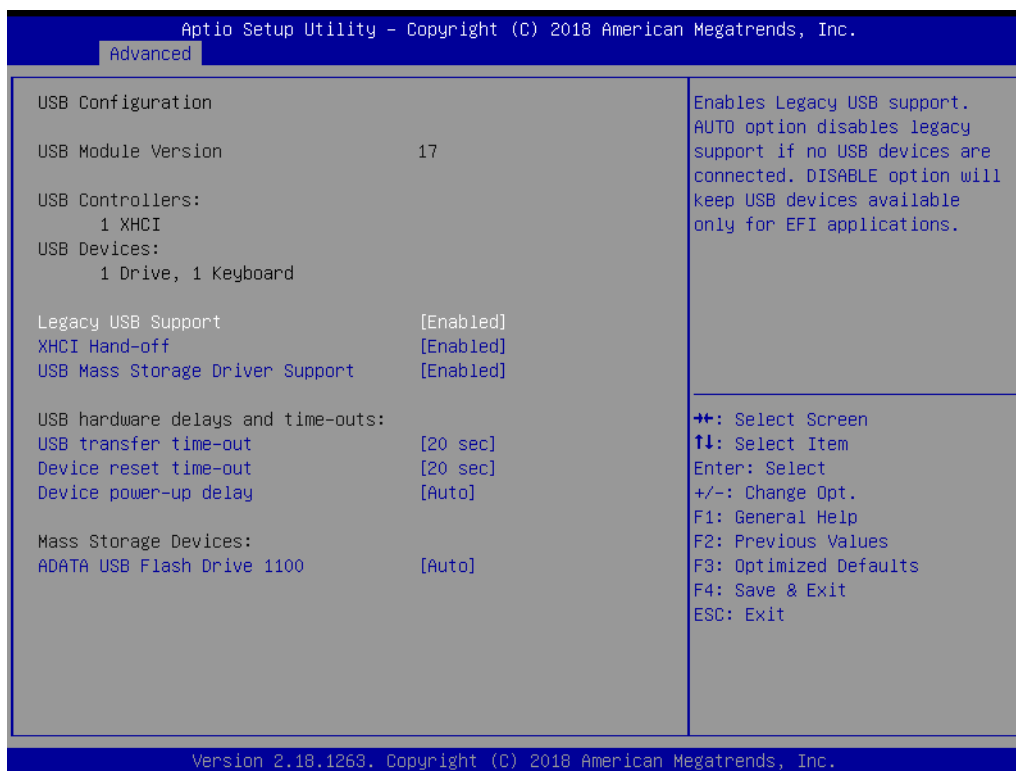 Aptio Setup Utility – Copyright (C) 2018 American Megatrends, Inc.
Advanced
USB Configuration
USB Module Version 17
USB Controllers:
1 XHCI
USB Devices:
1 Drive, 1 Keyboard
Legacy USB Support [Enabled]
XHCI Hand-off [Enabled]
USB Mass Storage Driver Support [Enabled]
USB hardware delays and time-outs:
USB transfer time-out [20 sec]
Device reset time-out [20 sec]
Device power-up delay [Auto]
Mass Storage Devices:
ADATA USB Flash Drive 1100 [Auto]
Enables Legacy USB support.
AUTO option disables legacy
support if no USB devices are
connected. DISABLE option will
keep USB devices available
only for EFI applications.
→←: Select Screen
↑↓: Select Item
Enter: Select
+/-: Change Opt.
F1: General Help
F2: Previous Values
F3: Optimized Defaults
F4: Save & Exit
ESC: Exit
Version 2.18.1263. Copyright (C) 2018 American Megatrends, Inc.